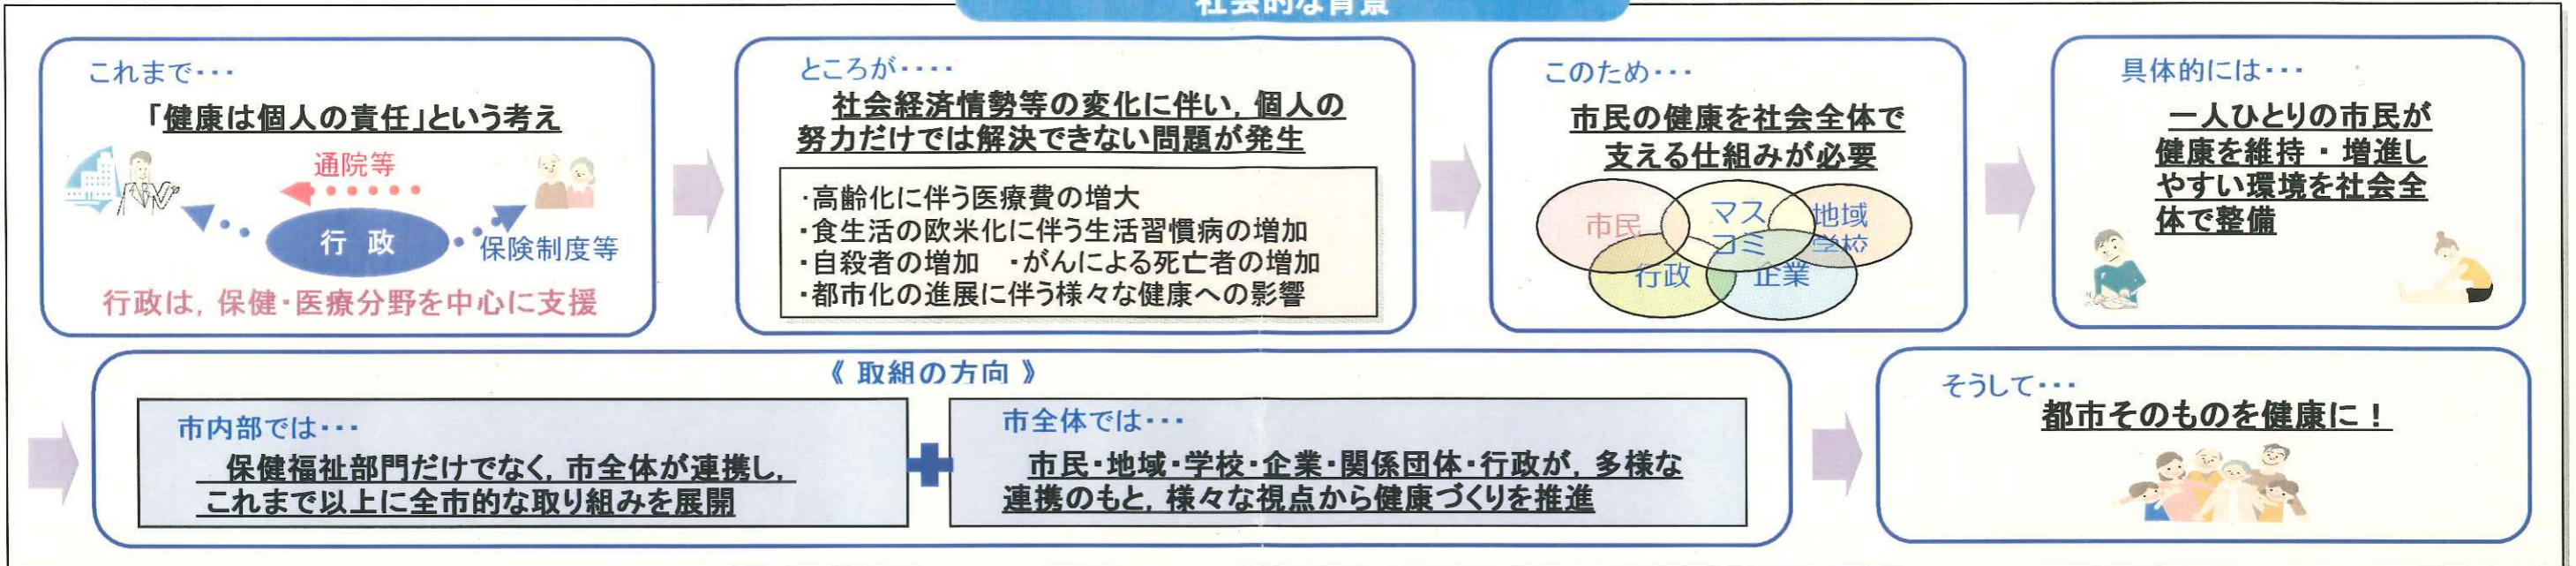 社会的な背景
これまで・・・
「健康は個人の責任」という考え
通院等
行 政
保険制度等
行政は，保健・医療分野を中心に支援
ところが・・・・
社会経済情勢等の変化に伴い，個人の
努力だけでは解決できない問題が発生
・高齢化に伴う医療費の増大
・食生活の欧米化に伴う生活習慣病の増加
・自殺者の増加　・がんによる死亡者の増加
・都市化の進展に伴う様々な健康への影響
このため・・・
市民の健康を社会全体で
支える仕組みが必要
市民
マス
コミ
地域
学校
行政
企業
具体的には・・・
一人ひとりの市民が
健康を維持・増進し
やすい環境を社会全
体で整備
《 取組の方向 》
市内部では・・・
保健福祉部門だけでなく，市全体が連携し，
これまで以上に全市的な取り組みを展開
市全体では・・・
市民・地域・学校・企業・関係団体・行政が，多様な
連携のもと，様々な視点から健康づくりを推進
そうして・・・
都市そのものを健康に！